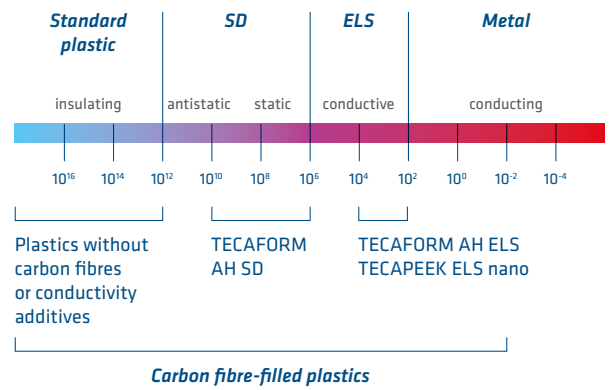 Standard plastic SD ELS Metal
insulating antistatic static conductive conducting
10¹⁶ 10¹⁴ 10¹² 10¹⁰ 10⁸ 10⁶ 10⁴ 10² 10⁰ 10⁻² 10⁻⁴
Plastics without
carbon fibres
or conductivity
additives
TECAFORM
AH SD
TECAFORM AH ELS
TECAPEEK ELS nano
Carbon fibre-filled plastics